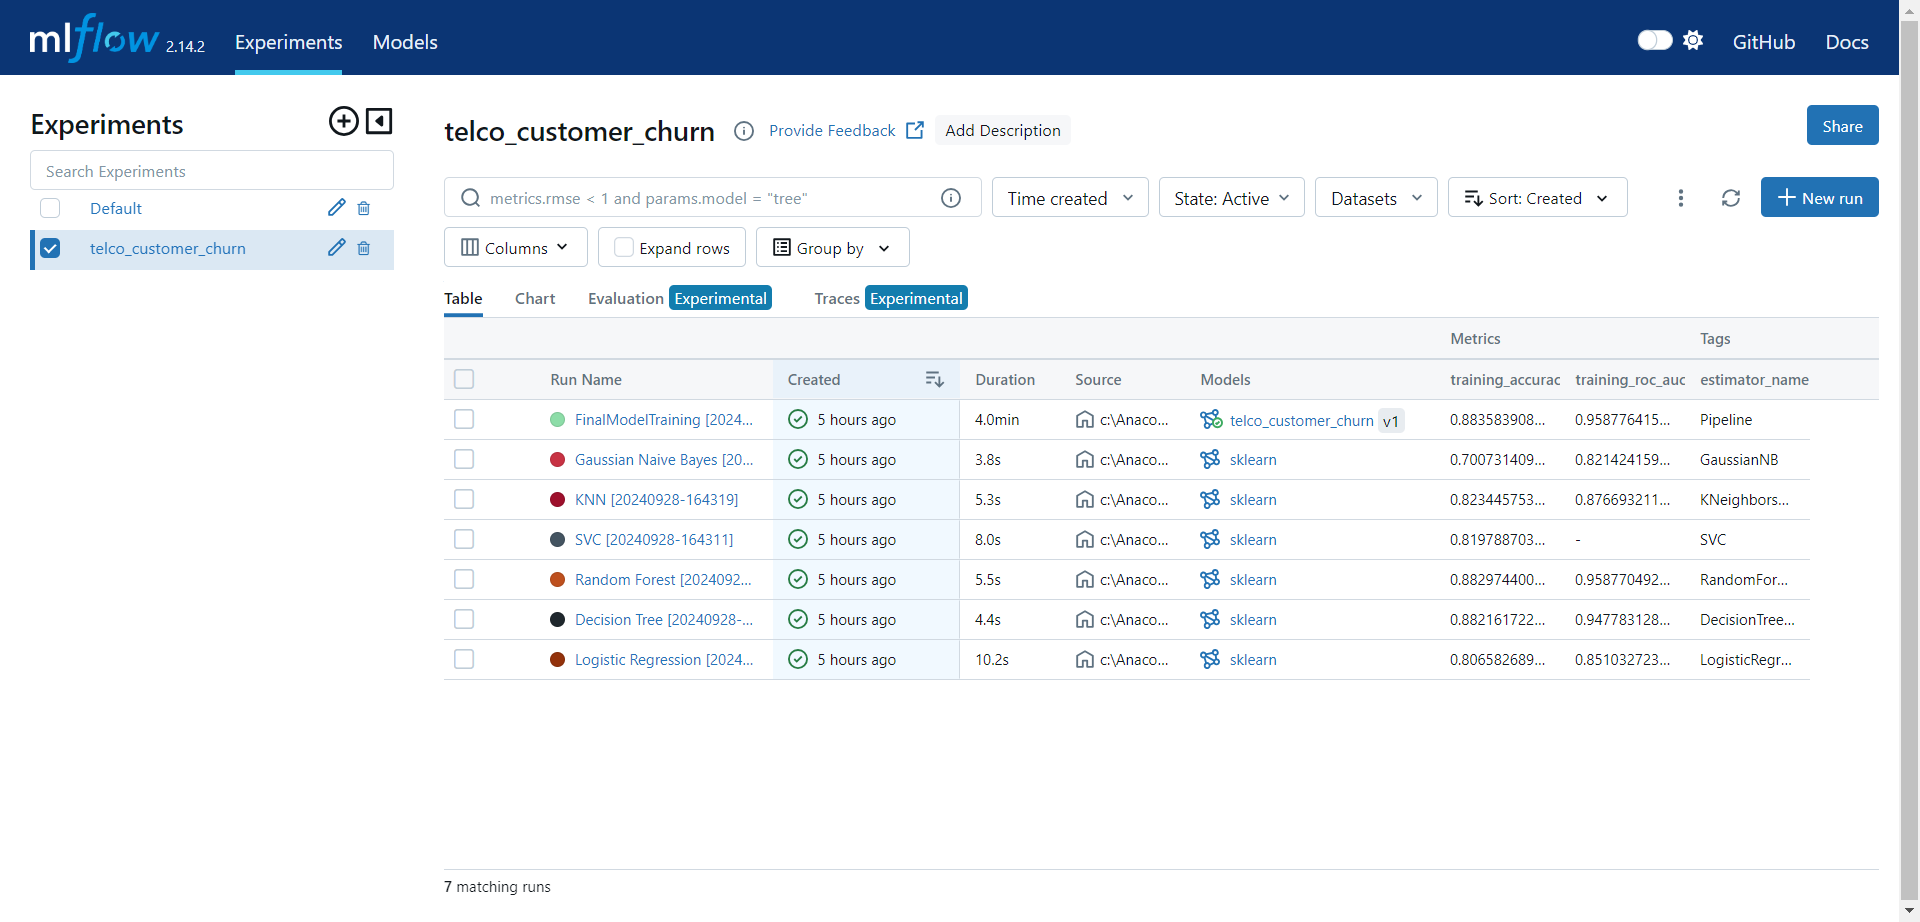 mlflow 2.14.2 Experiments Models GitHub Docs
Experiments
Search Experiments
Default
telco_customer_churn
telco_customer_churn Provide Feedback Add Description Share
metrics.rmse < 1 and params.model = "tree" Time created State: Active Datasets Sort: Created New run
Columns Expand rows Group by
Table Chart Evaluation Experimental Traces Experimental
Metrics Tags
Run Name Created Duration Source Models training_accurac training_roc_auc estimator_name
FinalModelTraining [2024... 5 hours ago 4.0min c:\Anaco... telco_customer_churn v1 0.883583908... 0.958776415... Pipeline
Gaussian Naive Bayes [20... 5 hours ago 3.8s c:\Anaco... sklearn 0.700731409... 0.821424159... GaussianNB
KNN [20240928-164319] 5 hours ago 5.3s c:\Anaco... sklearn 0.823445753... 0.876693211... KNeighbors...
SVC [20240928-164311] 5 hours ago 8.0s c:\Anaco... sklearn 0.819788703... - SVC
Random Forest [2024092... 5 hours ago 5.5s c:\Anaco... sklearn 0.882974400... 0.958770492... RandomFor...
Decision Tree [20240928-... 5 hours ago 4.4s c:\Anaco... sklearn 0.882161722... 0.947783128... DecisionTree...
Logistic Regression [2024... 5 hours ago 10.2s c:\Anaco... sklearn 0.806582689... 0.851032723... LogisticRegr...
7 matching runs